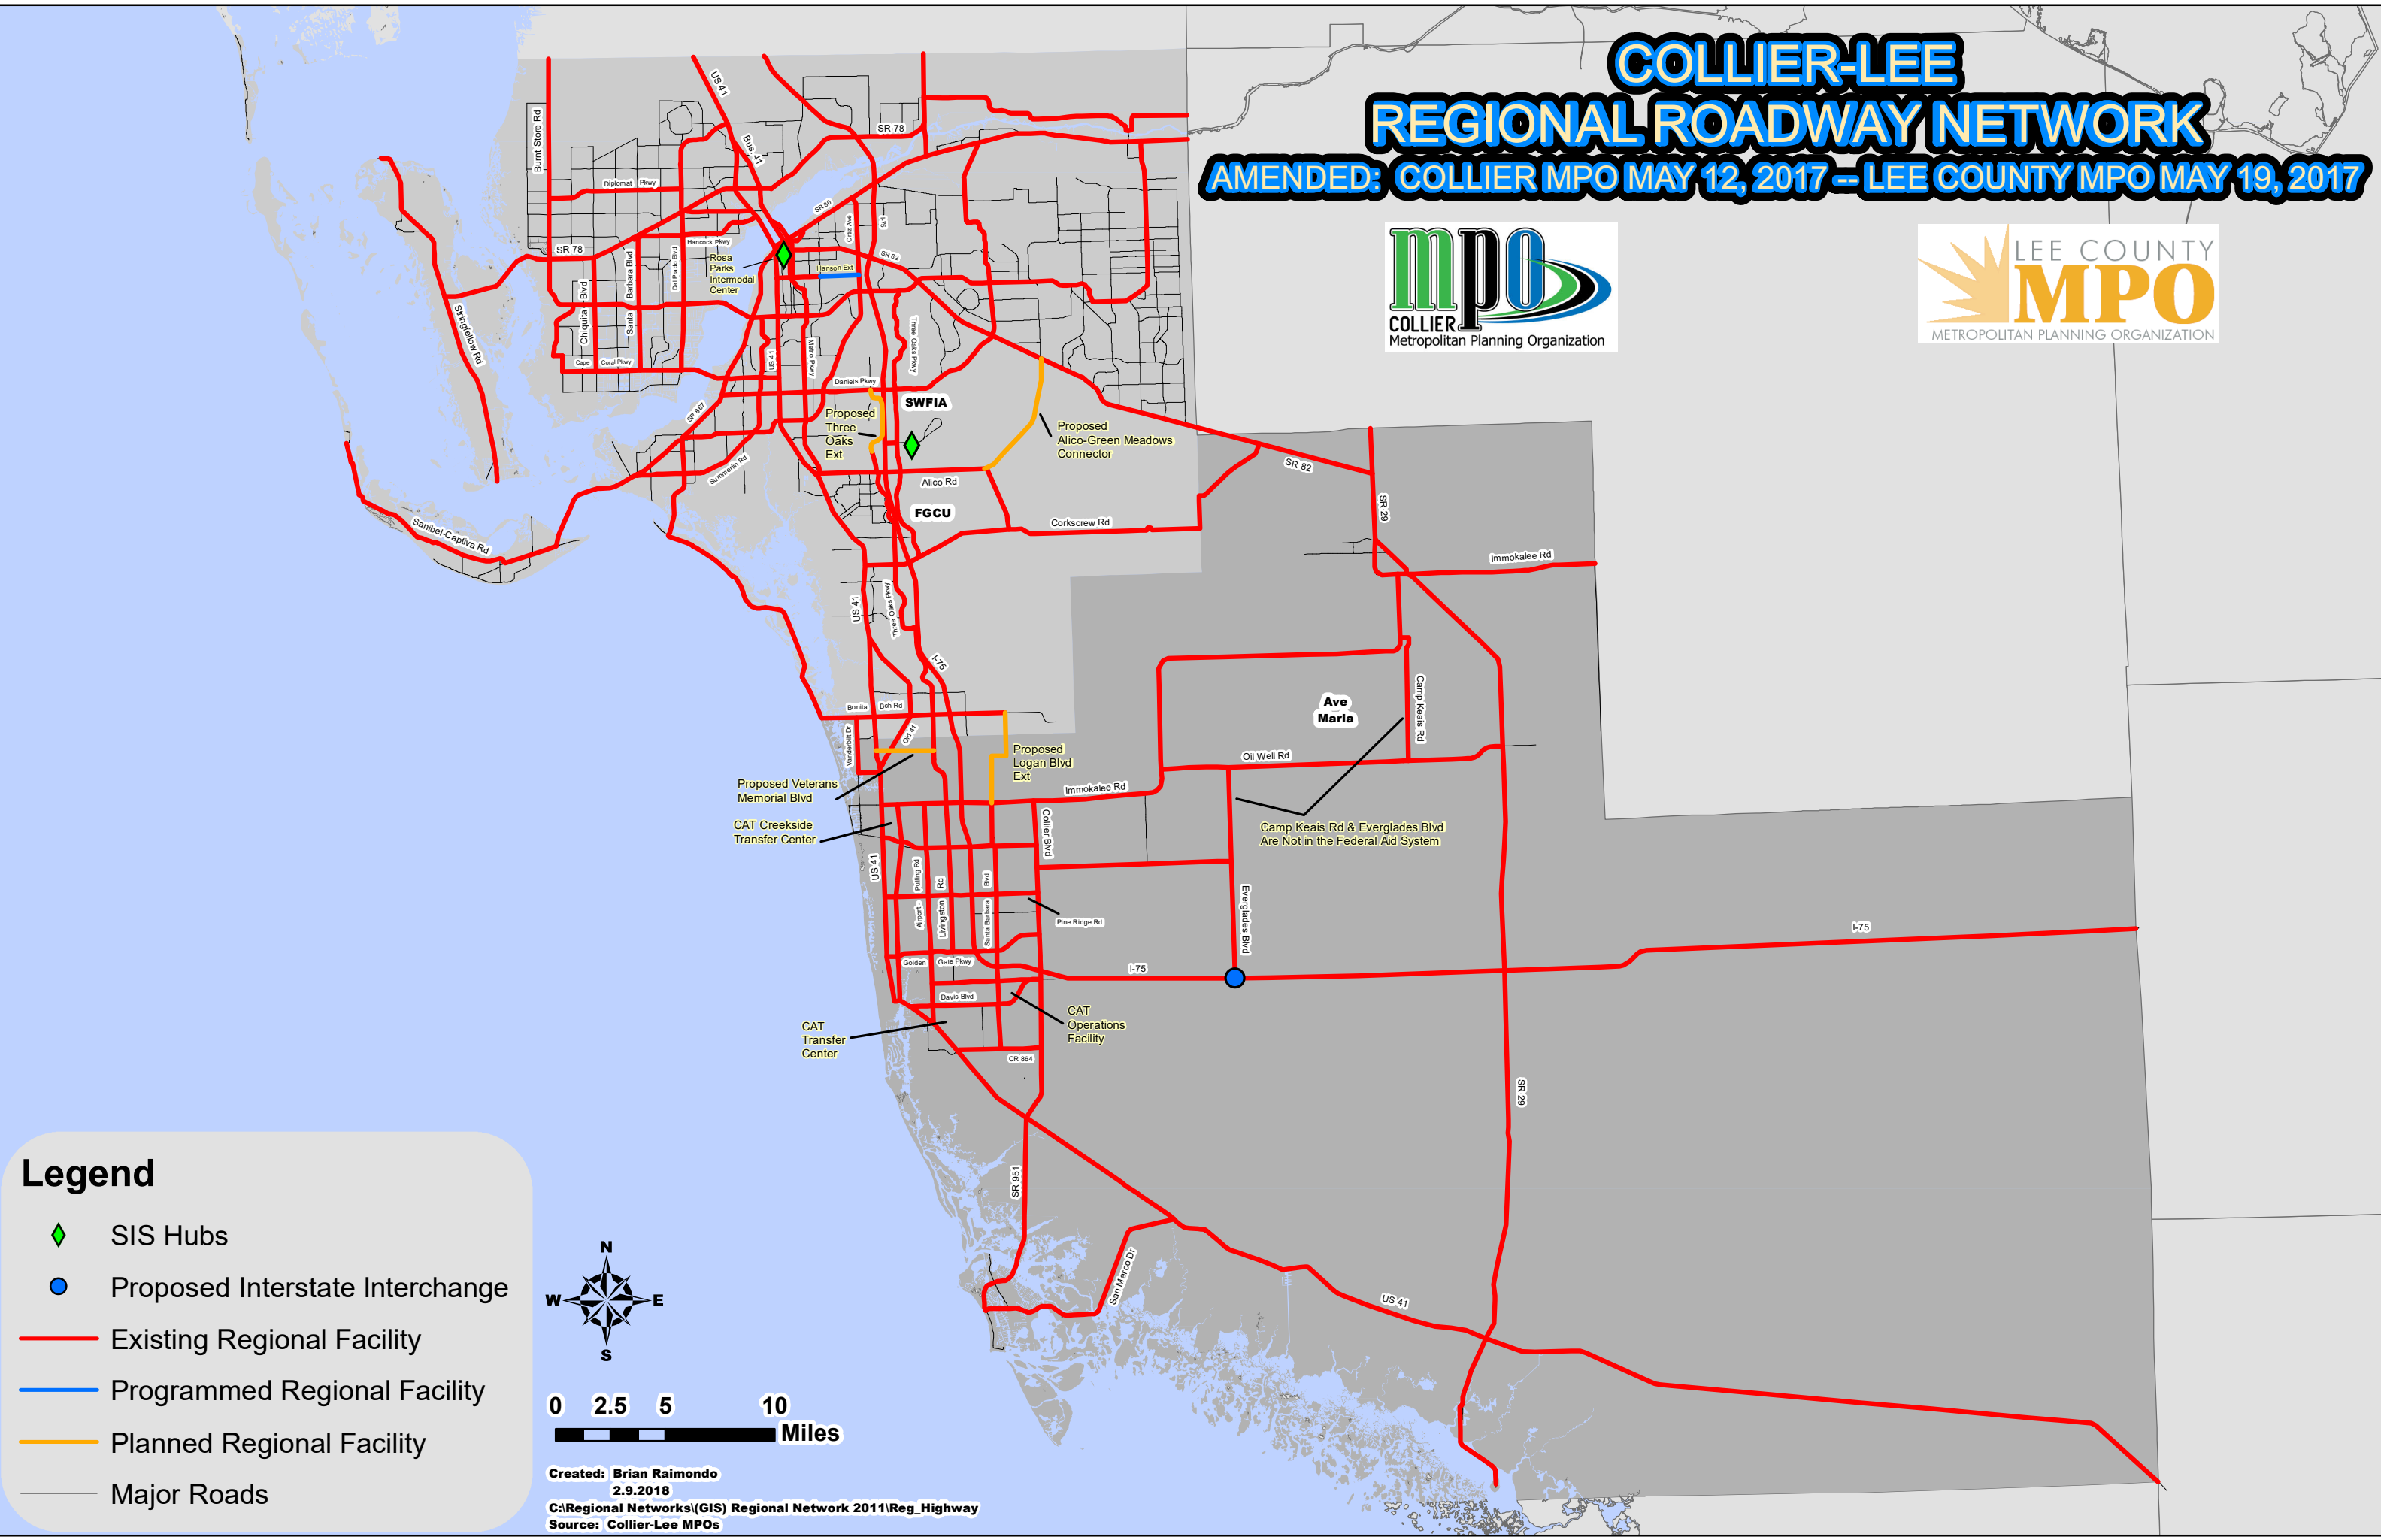 COLLIER-LEE
REGIONAL ROADWAY NETWORK
AMENDED: COLLIER MPO MAY 12, 2017 -- LEE COUNTY MPO MAY 19, 2017
mpo
COLLIER
Metropolitan Planning Organization
LEE COUNTY
MPO
METROPOLITAN PLANNING ORGANIZATION
US 41
Burnt Store Rd
Bus. 41
SR 78
Diplomat Pkwy
SR 80
Ortiz Ave
I-75
SR 78
Hancock Pkwy
Rosa
Parks
Intermodal
Center
Hanson Ext
SR 82
Chiquita Blvd
Santa Barbara Blvd
Del Prado Blvd
Stringfellow Rd
Cape Coral Pkwy
US 41
Metro Pkwy
Three Oaks Pkwy
Daniels Pkwy
SWFIA
SR 867
Proposed
Three
Oaks
Ext
Proposed
Alico-Green Meadows
Connector
Summerlin Rd
Alico Rd
SR 82
FGCU
SR 29
Sanibel-Captiva Rd
Corkscrew Rd
Immokalee Rd
US 41
Three Oaks Pkwy
I-75
Ave
Maria
Camp Keais Rd
Bonita Bch Rd
Vanderbilt Dr
Old 41
Proposed
Logan Blvd
Ext
Oil Well Rd
Proposed Veterans
Memorial Blvd
Immokalee Rd
CAT Creekside
Transfer Center
Collier Blvd
Camp Keais Rd & Everglades Blvd
Are Not in the Federal Aid System
US 41
Airport - Pulling Rd
Livingston Rd
Santa Barbara Blvd
Pine Ridge Rd
Everglades Blvd
I-75
Golden Gate Pkwy
I-75
Davis Blvd
CAT
Transfer
Center
CAT
Operations
Facility
CR 864
SR 29
SR 951
San Marco Dr
US 41
Legend
SIS Hubs
Proposed Interstate Interchange
Existing Regional Facility
Programmed Regional Facility
Planned Regional Facility
Major Roads
N
W E
S
0 2.5 5 10
Miles
Created: Brian Raimondo
2.9.2018
C:\Regional Networks\(GIS) Regional Network 2011\Reg_Highway
Source: Collier-Lee MPOs